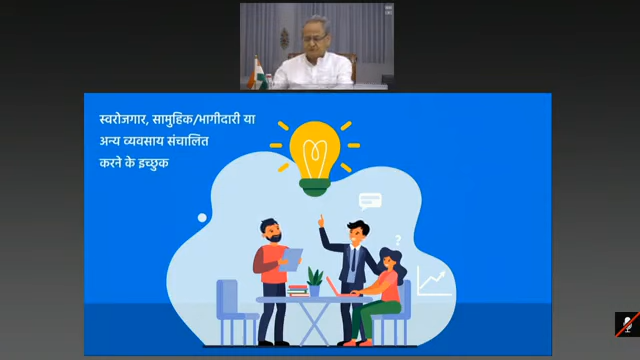 स्वरोजगार, सामुहिक/भागीदारी या
अन्य व्यवसाय संचालित
करने के इच्छुक
?